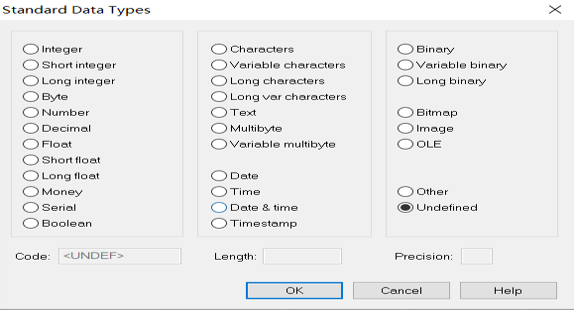 Standard Data Types
Integer
Short integer
Long integer
Byte
Number
Decimal
Float
Short float
Long float
Money
Serial
Boolean
Characters
Variable characters
Long characters
Long var characters
Text
Multibyte
Variable multibyte
Date
Time
Date & time
Timestamp
Binary
Variable binary
Long binary
Bitmap
Image
OLE
Other
Undefined
Code: <UNDEF> Length: Precision:
OK Cancel Help